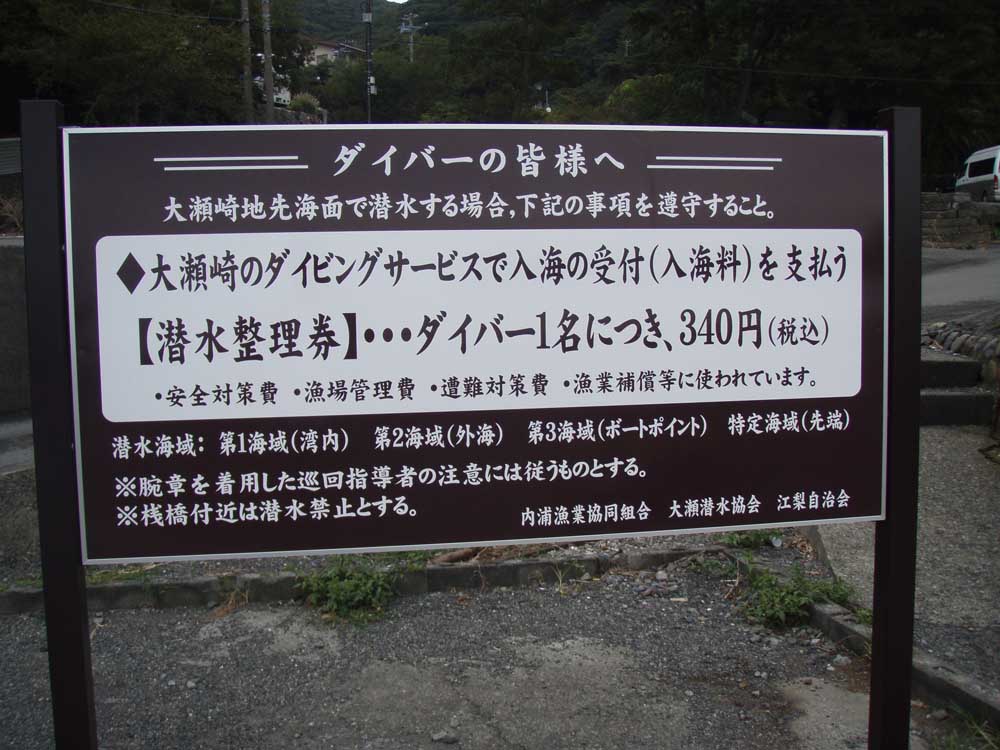 ダイバーの皆様へ
大瀬崎地先海面で潜水する場合,下記の事項を遵守すること。
◆大瀬崎のダイビングサービスで入海の受付(入海料)を支払う
【潜水整理券】・・・ダイバー1名につき、340円(税込)
・安全対策費 ・漁場管理費 ・遭難対策費 ・漁業補償等に使われています。
潜水海域: 第1海域(湾内) 第2海域(外海) 第3海域(ボートポイント) 特定海域(先端)
※腕章を着用した巡回指導者の注意には従うものとする。
※桟橋付近は潜水禁止とする。
内浦漁業協同組合 大瀬潜水協会 江梨自治会